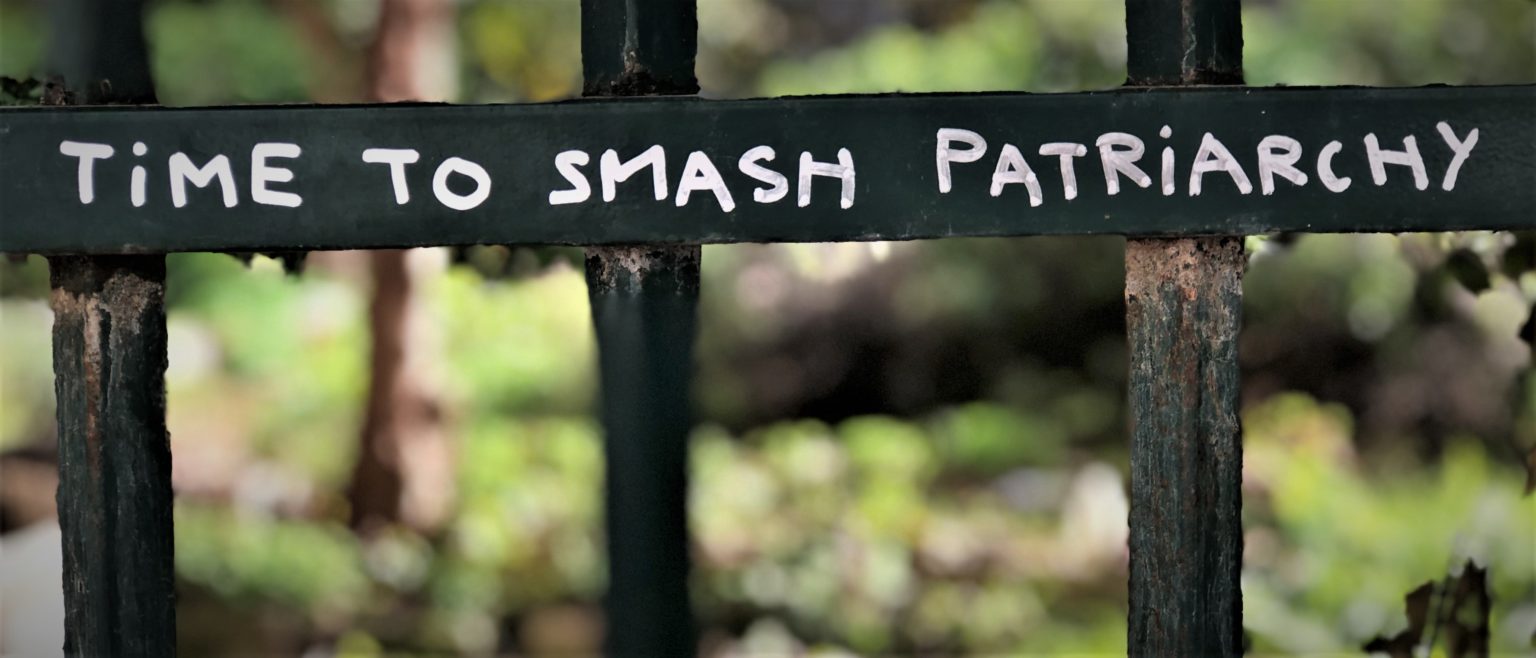 TiME TO SMASH PATRiARCHY